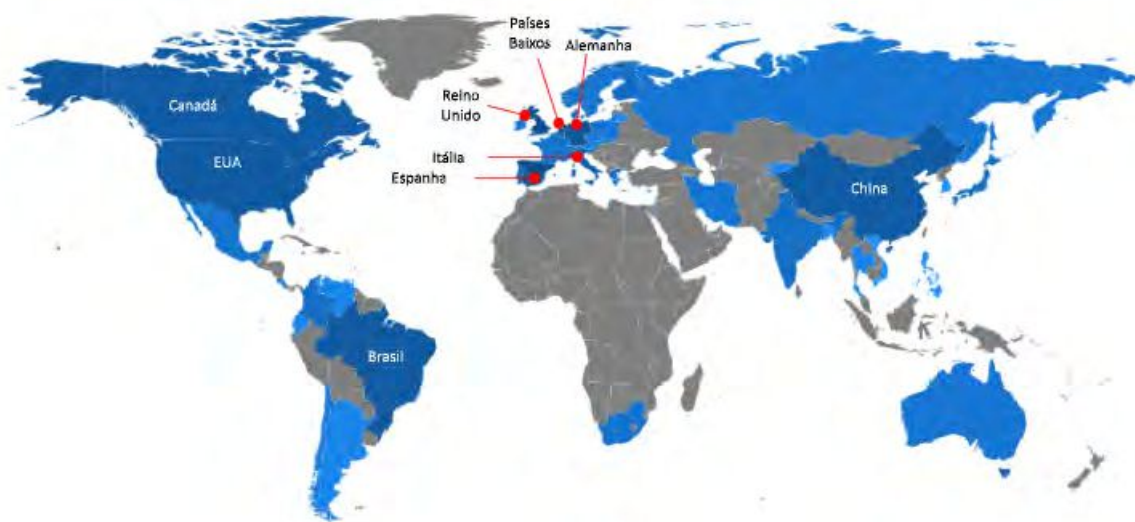 Países
Baixos
Alemanha
Reino
Unido
Canadá
EUA
Itália
Espanha
China
Brasil